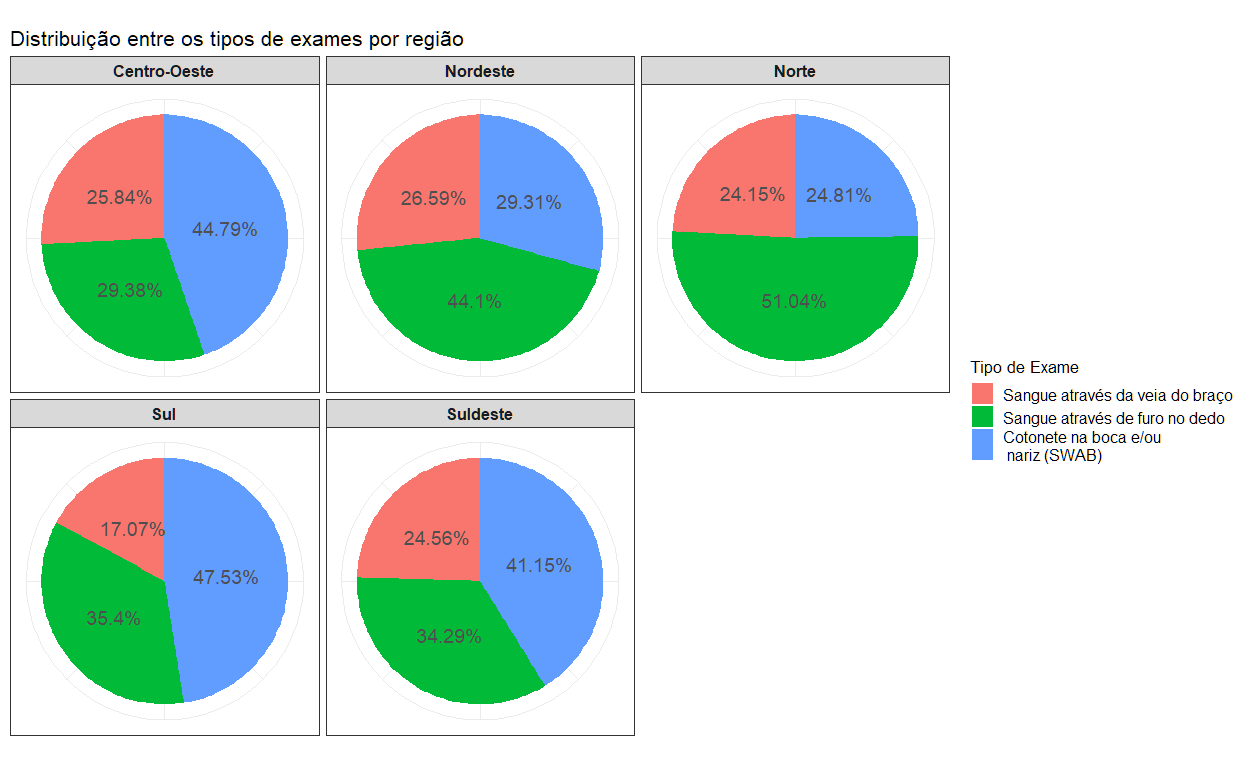 Distribuição entre os tipos de exames por região
Centro-Oeste
25.84%
44.79%
29.38%
Nordeste
26.59%
29.31%
44.1%
Norte
24.15%
24.81%
51.04%
Sul
17.07%
47.53%
35.4%
Suldeste
24.56%
41.15%
34.29%
Tipo de Exame
Sangue através da veia do braço
Sangue através de furo no dedo
Cotonete na boca e/ou
nariz (SWAB)